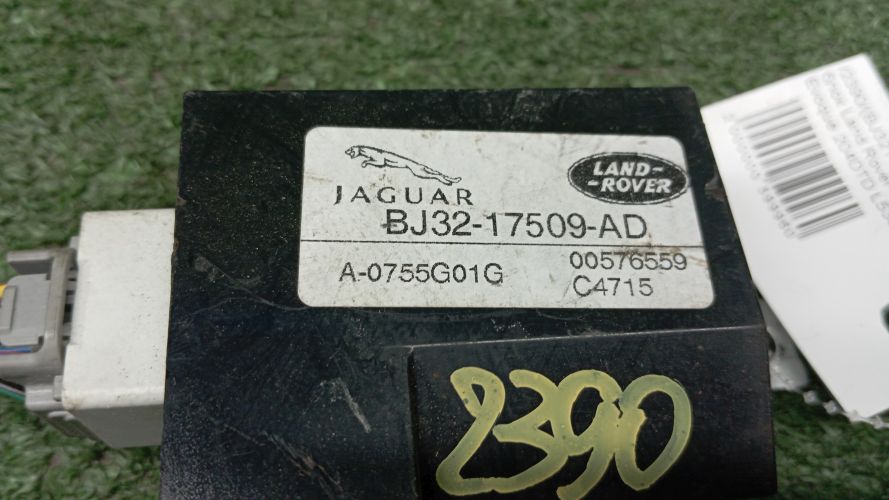 JAGUAR
LAND-
-ROVER
BJ32-17509-AD
A-0755G01G
00576559
C4715
2390